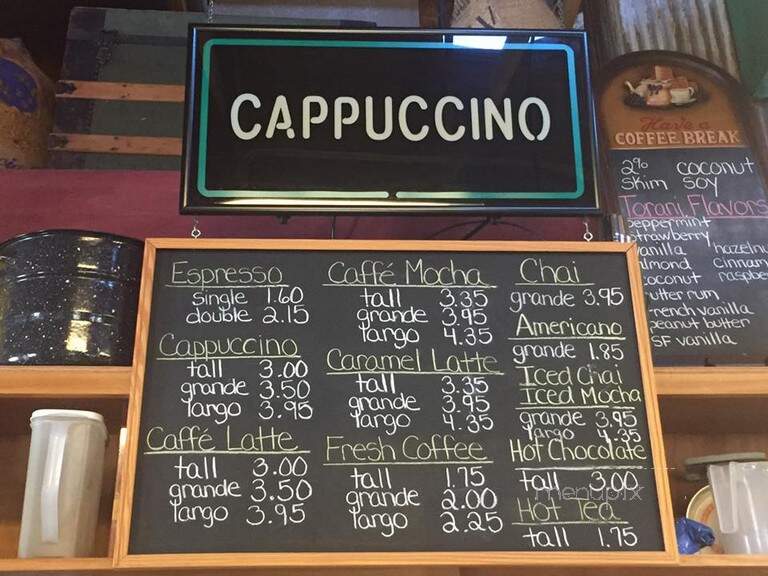 CAPPUCCINO
Espresso
single 1.60
double 2.15
Cappuccino
tall 3.00
grande 3.50
largo 3.95
Caffé Latte
tall 3.00
grande 3.50
largo 3.95
Caffé Mocha
tall 3.35
grande 3.95
largo 4.35
Caramel Latte
tall 3.35
grande 3.95
largo 4.35
Fresh Coffee
tall 1.75
grande 2.00
largo 2.25
Chai
grande 3.95
Americano
grande 1.85
Iced Chai
Iced Mocha
grande 3.95
largo 4.35
Hot Chocolate
tall 3.00
Hot Tea
tall 1.75
menupix
Have a
COFFEE BREAK
2% coconut
skim soy
Torani Flavors
peppermint
strawberry
vanilla hazelnu
almond cinnam
coconut raspbe
utter rum
rench vanilla
peanut butter
SF vanilla